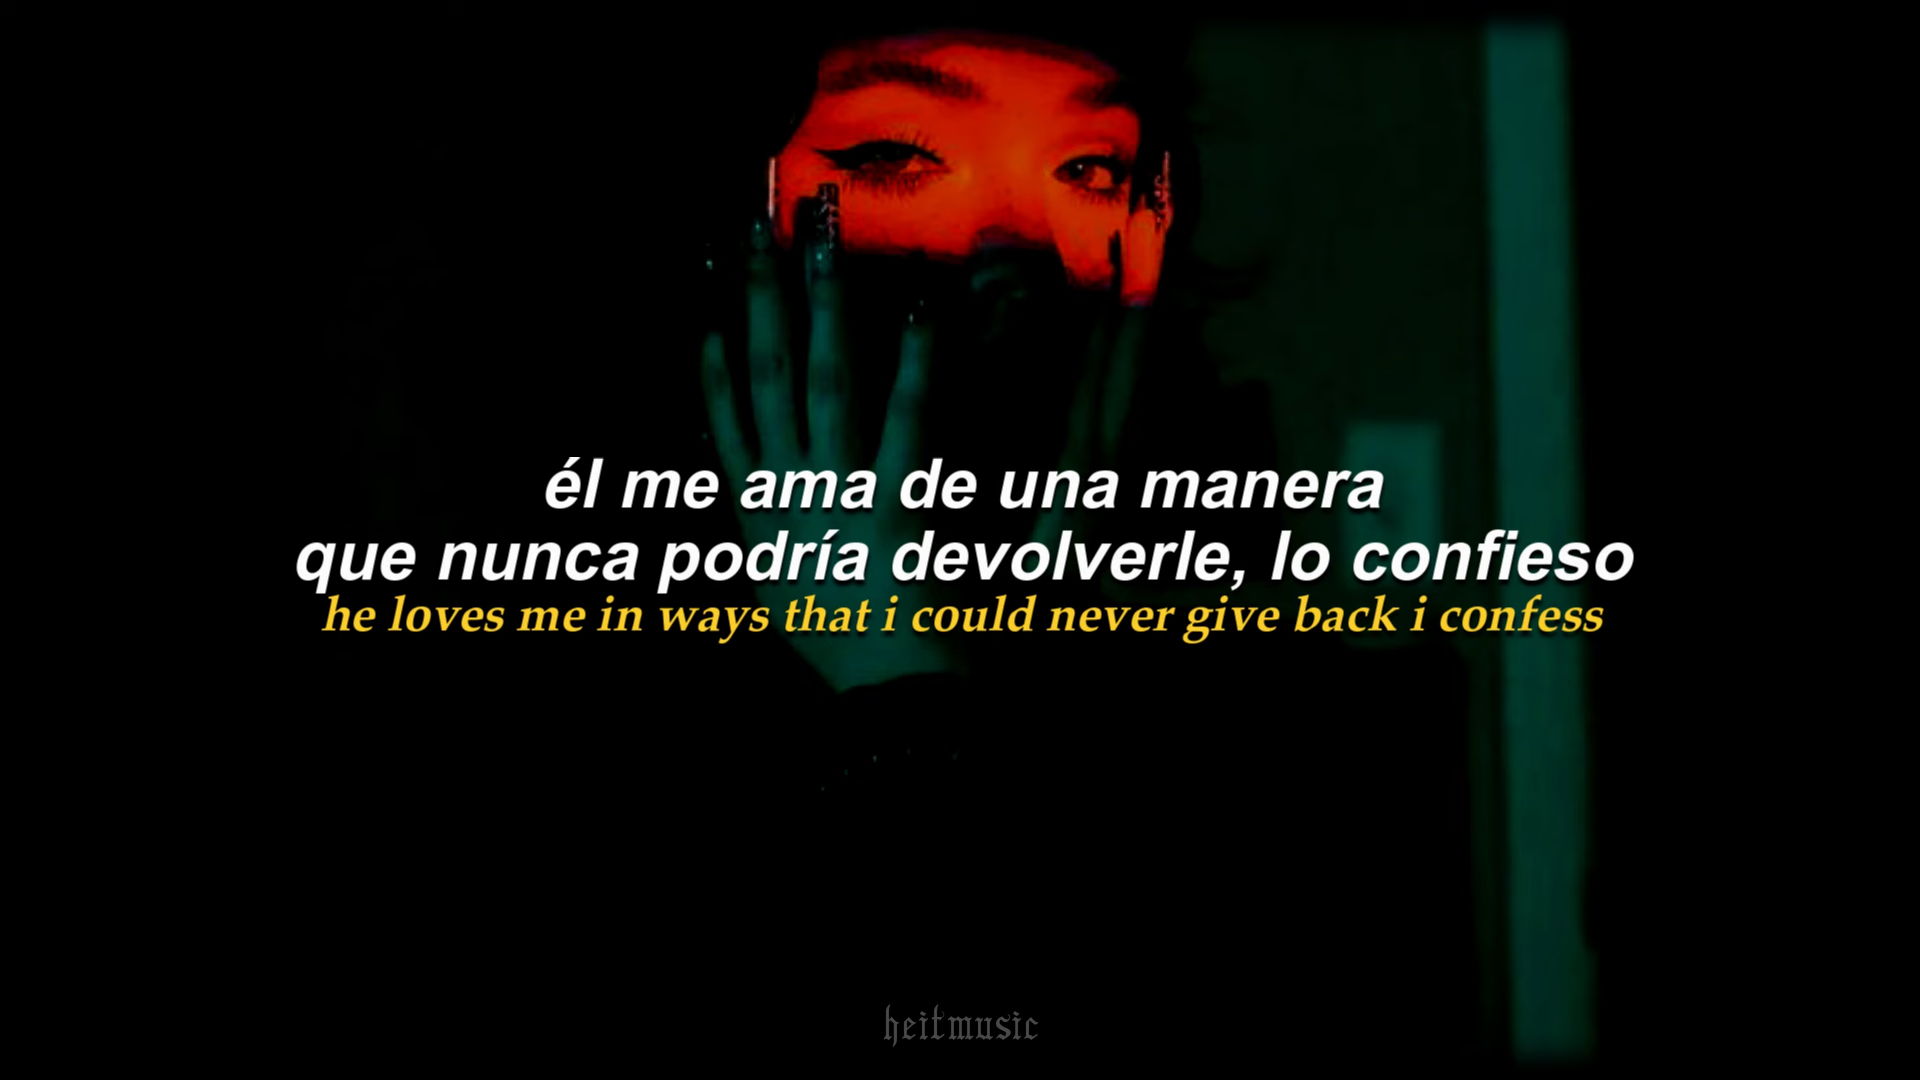 él me ama de una manera
que nunca podría devolverle, lo confieso
he loves me in ways that i could never give back i confess
heitmusic